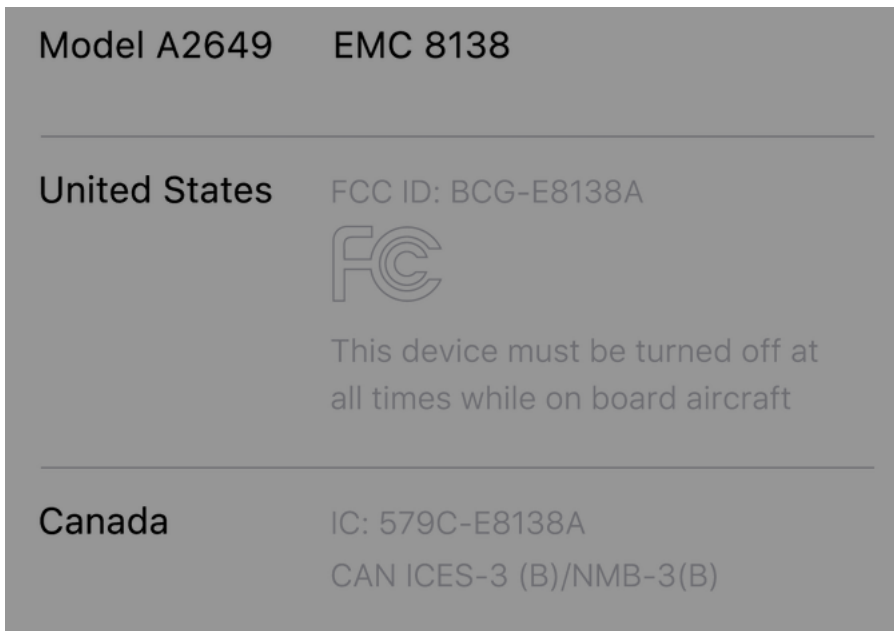 Model A2649 EMC 8138
United States FCC ID: BCG-E8138A
FC
This device must be turned off at
all times while on board aircraft
Canada IC: 579C-E8138A
CAN ICES-3 (B)/NMB-3(B)